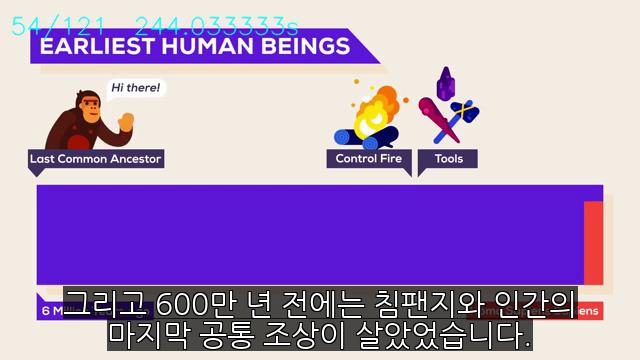 54/121 244.033333s
EARLIEST HUMAN BEINGS
Hi there!
Last Common Ancestor
Control Fire
Tools
그리고 600만 년 전에는 침팬지와 인간의
마지막 공통 조상이 살았었습니다.